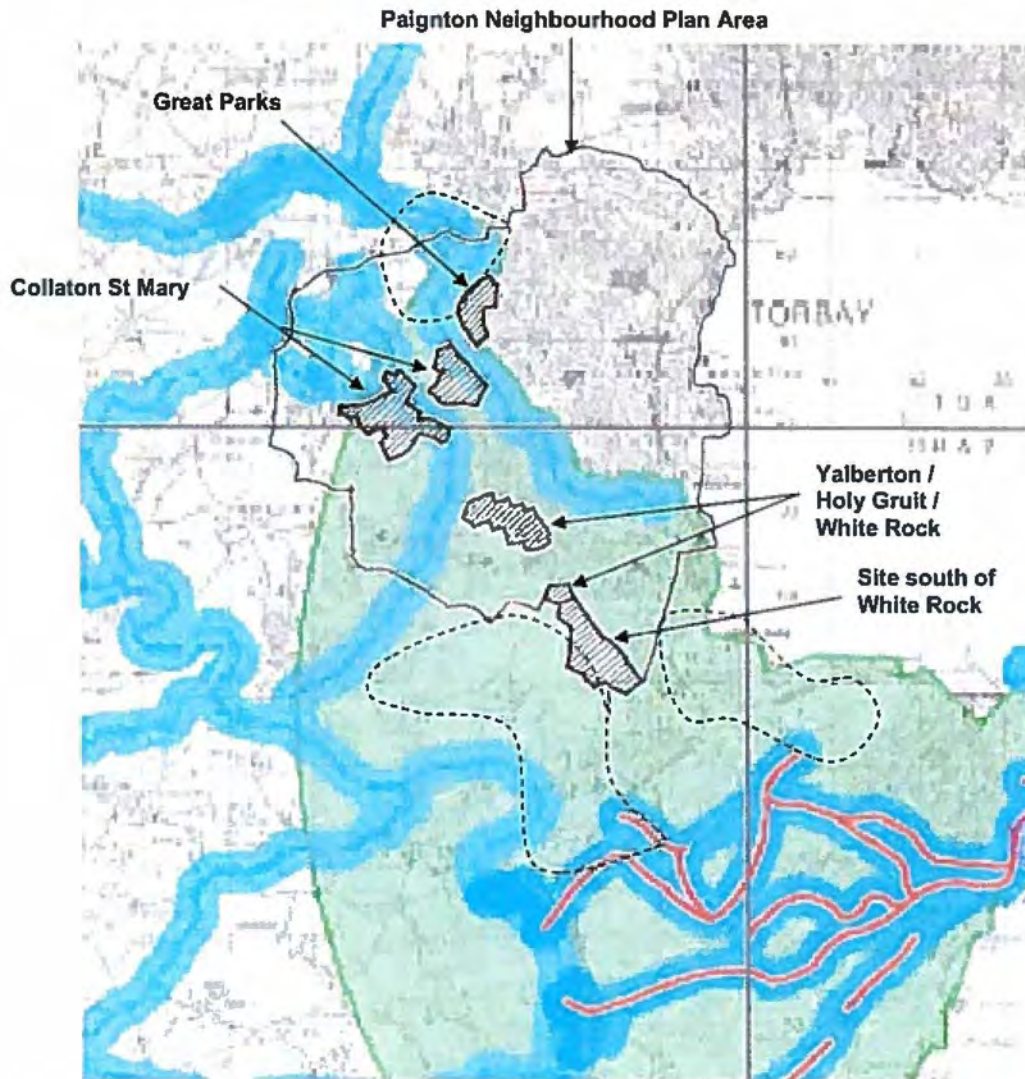 Paignton Neighbourhood Plan Area
Great Parks
Collaton St Mary
TORBAY
Yalberton /
Holy Gruit /
White Rock
Site south of
White Rock